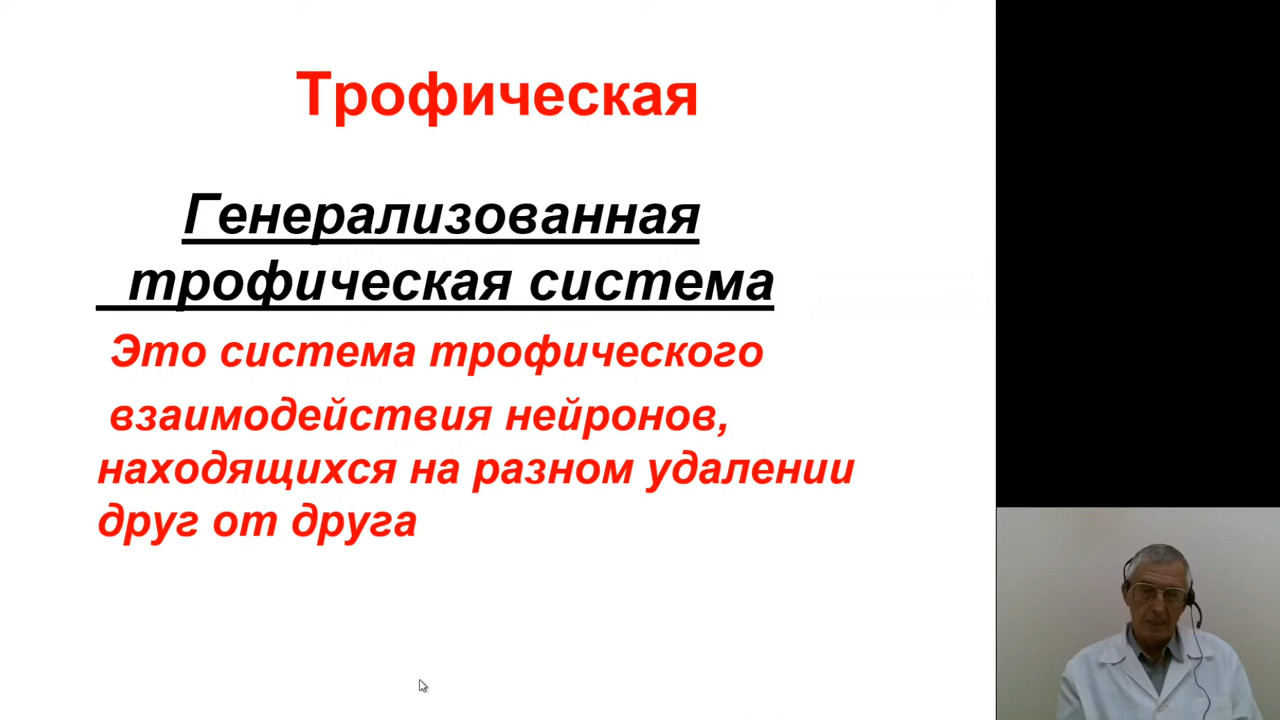 Трофическая
Генерализованная
трофическая система
Это система трофического
взаимодействия нейронов,
находящихся на разном удалении
друг от друга